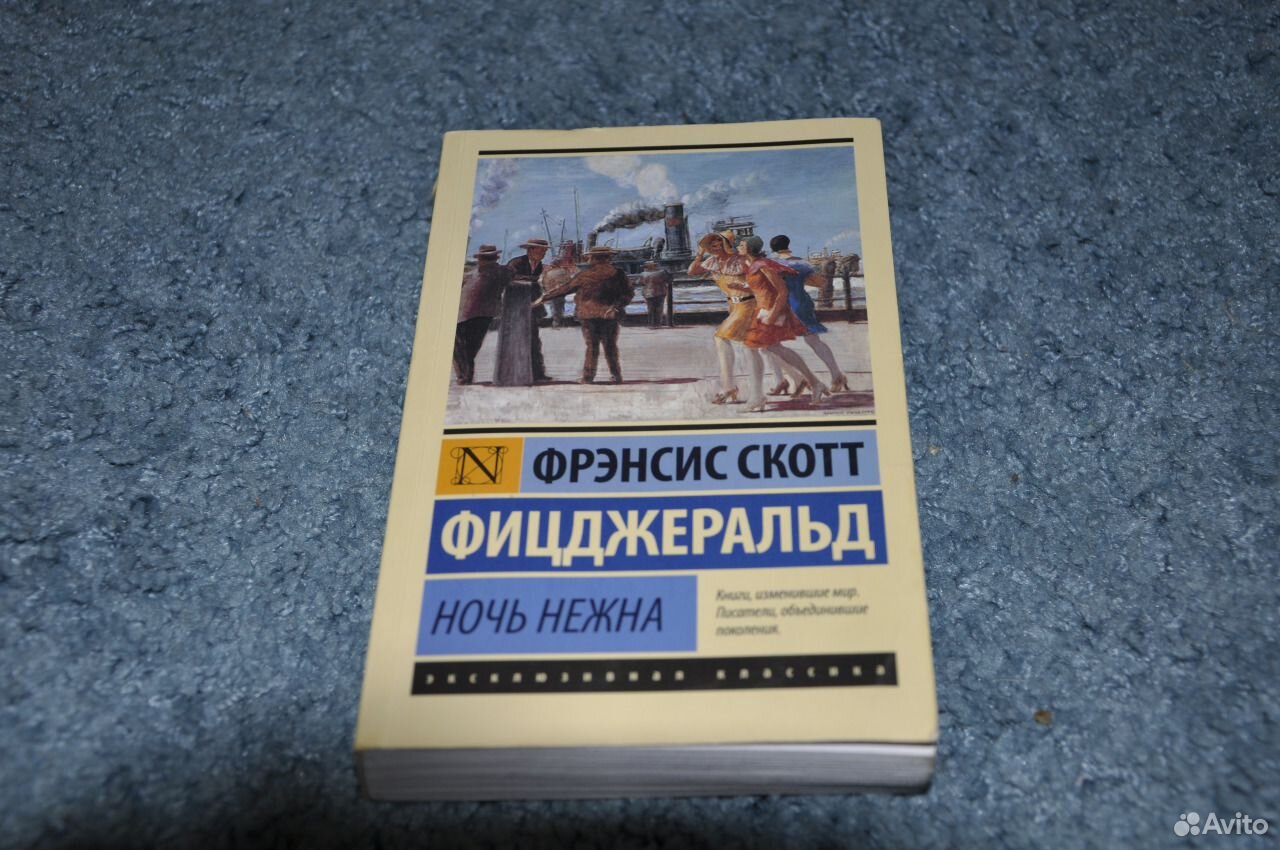 N ФРЭНСИС СКОТТ
ФИЦДЖЕРАЛЬД
НОЧЬ НЕЖНА
Книги, изменившие мир.
Писатели, объединившие
поколения.
ЭКСКЛЮЗИВНАЯ КЛАССИКА
Avito